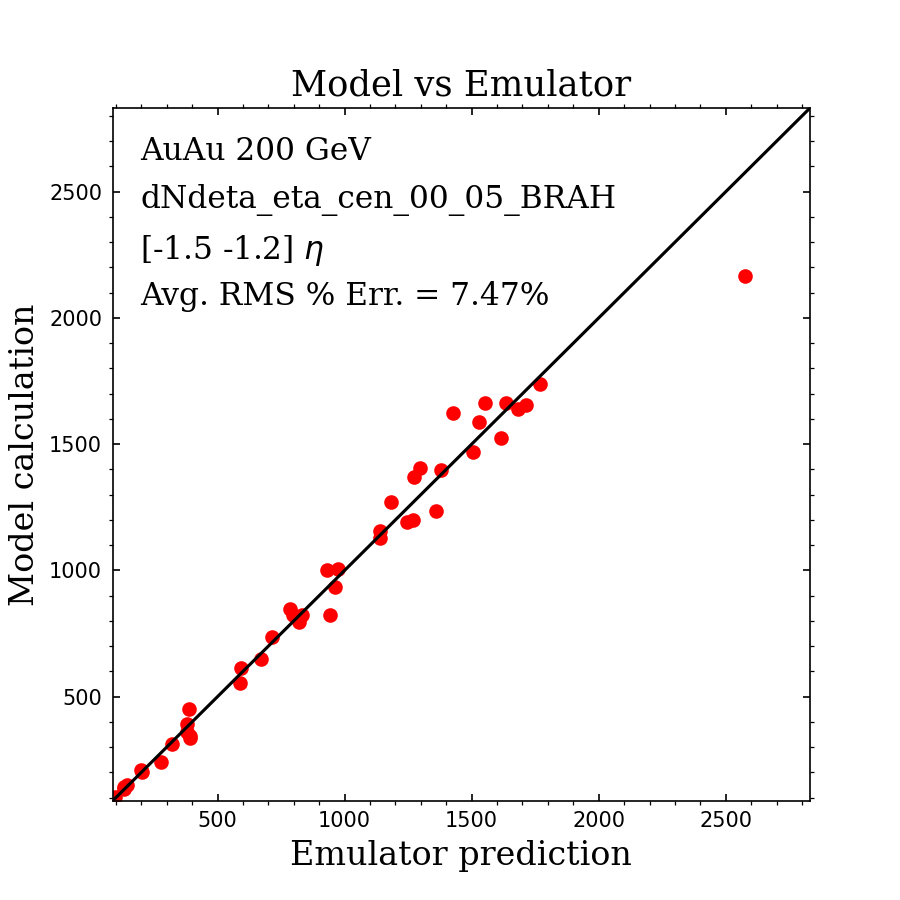 Model vs Emulator
AuAu 200 GeV
dNdeta_eta_cen_00_05_BRAH
[-1.5 -1.2] η
Avg. RMS % Err. = 7.47%
2500
2000
1500
1000
500
Model calculation
500 1000 1500 2000 2500
Emulator prediction